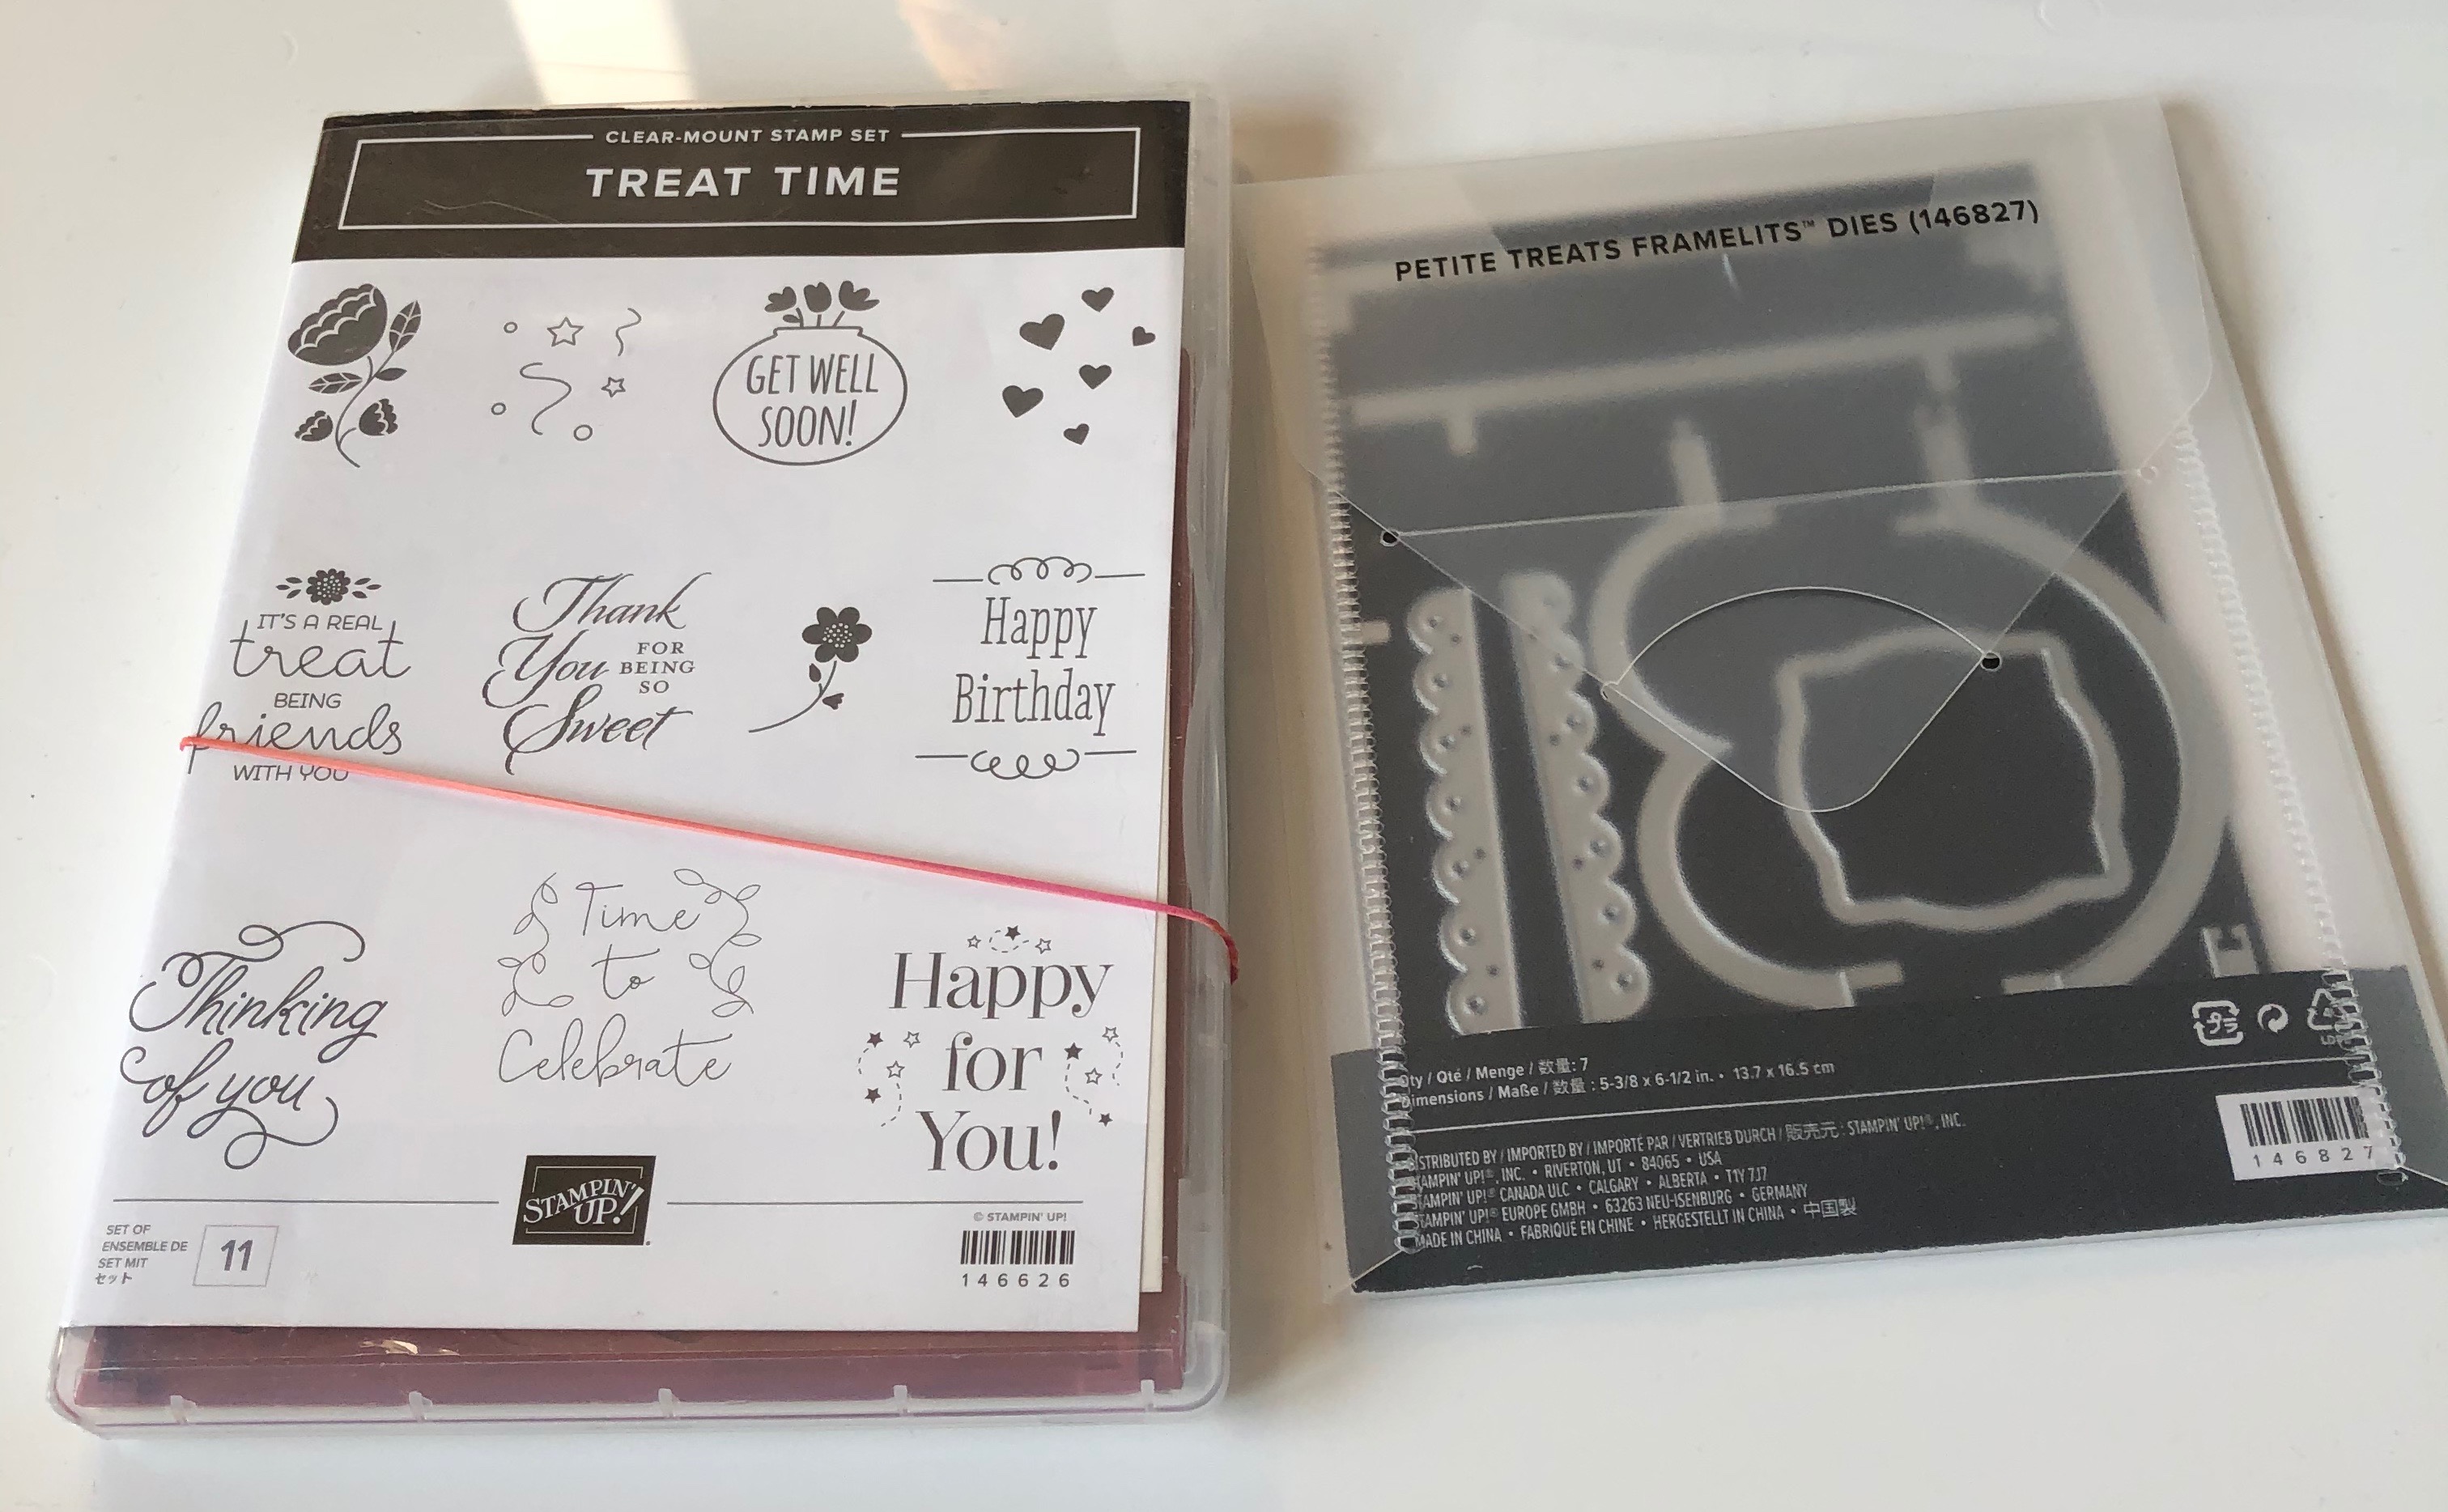 CLEAR-MOUNT STAMP SET
TREAT TIME
GET WELL
SOON!
IT'S A REAL
treat
BEING
friends
WITH YOU
Thank
You FOR BEING SO
Sweet
Happy
Birthday
Thinking
of you
Time
to
Celebrate
Happy
for
You!
STAMPIN' UP!
SET OF
ENSEMBLE DE
SET MIT
セット
11
© STAMPIN' UP!
146626
PETITE TREATS FRAMELITS™ DIES (146827)
Qty / Qté / Menge / 数量: 7
Dimensions / Maße / 数量 : 5-3/8 x 6-1/2 in. • 13.7 x 16.5 cm
DISTRIBUTED BY / IMPORTED BY / IMPORTÉ PAR / VERTRIEB DURCH / 販売元 : STAMPIN' UP!®, INC.
STAMPIN' UP!®, INC. • RIVERTON, UT • 84065 • USA
STAMPIN' UP!® CANADA ULC • CALGARY • ALBERTA • T1Y 7J7
STAMPIN' UP!® EUROPE GMBH • 63263 NEU-ISENBURG • GERMANY
MADE IN CHINA • FABRIQUÉ EN CHINE • HERGESTELLT IN CHINA • 中国製
プラ
146827